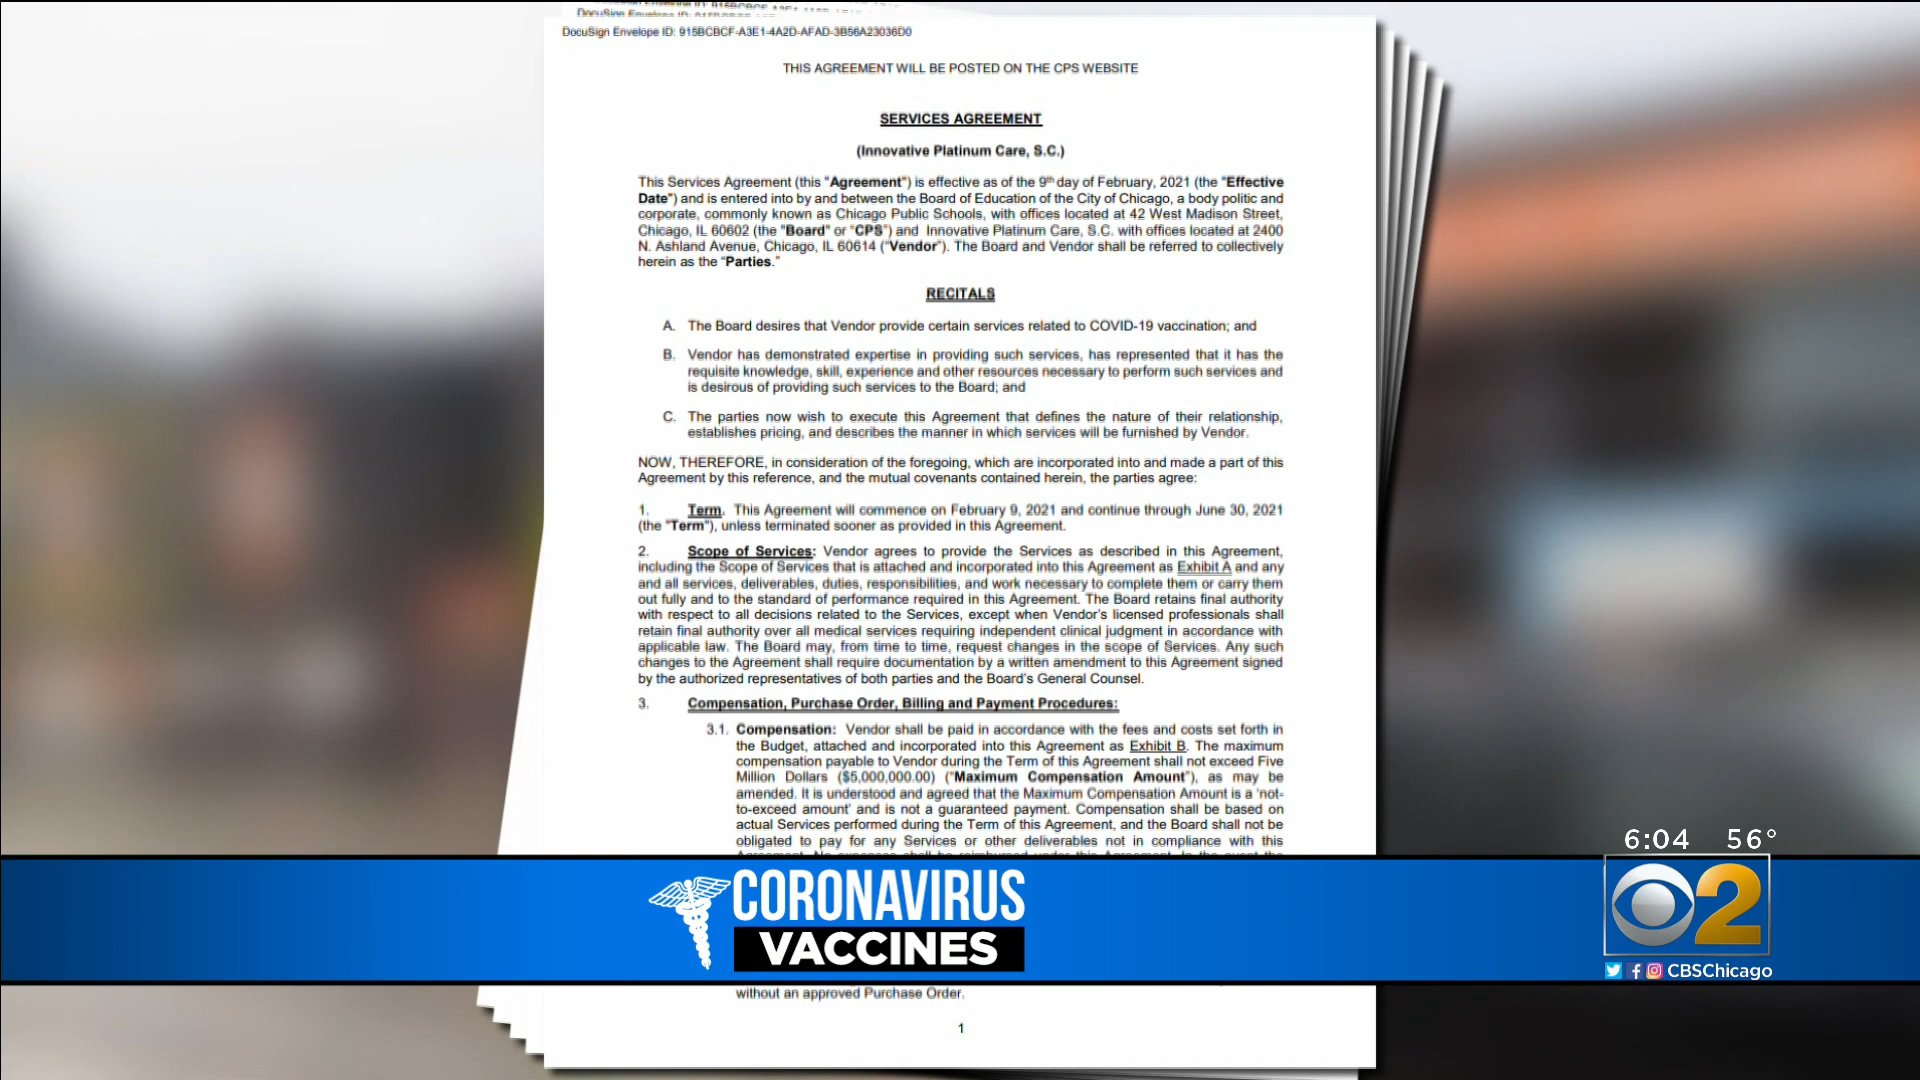 DocuSign Envelope ID: 915BCBCF-A3E1-4A2D-AFAD-3B56A23036D0
THIS AGREEMENT WILL BE POSTED ON THE CPS WEBSITE
SERVICES AGREEMENT
(Innovative Platinum Care, S.C.)
This Services Agreement (this "Agreement") is effective as of the 9th day of February, 2021 (the "Effective
Date") and is entered into by and between the Board of Education of the City of Chicago, a body politic and
corporate, commonly known as Chicago Public Schools, with offices located at 42 West Madison Street,
Chicago, IL 60602 (the "Board" or "CPS") and Innovative Platinum Care, S.C. with offices located at 2400
N. Ashland Avenue, Chicago, IL 60614 ("Vendor"). The Board and Vendor shall be referred to collectively
herein as the "Parties."
RECITALS
A. The Board desires that Vendor provide certain services related to COVID-19 vaccination; and
B. Vendor has demonstrated expertise in providing such services, has represented that it has the
requisite knowledge, skill, experience and other resources necessary to perform such services and
is desirous of providing such services to the Board; and
C. The parties now wish to execute this Agreement that defines the nature of their relationship,
establishes pricing, and describes the manner in which services will be furnished by Vendor.
NOW, THEREFORE, in consideration of the foregoing, which are incorporated into and made a part of this
Agreement by this reference, and the mutual covenants contained herein, the parties agree:
1. Term. This Agreement will commence on February 9, 2021 and continue through June 30, 2021
(the "Term"), unless terminated sooner as provided in this Agreement.
2. Scope of Services: Vendor agrees to provide the Services as described in this Agreement,
including the Scope of Services that is attached and incorporated into this Agreement as Exhibit A and any
and all services, deliverables, duties, responsibilities, and work necessary to complete them or carry them
out fully and to the standard of performance required in this Agreement. The Board retains final authority
with respect to all decisions related to the Services, except when Vendor's licensed professionals shall
retain final authority over all medical services requiring independent clinical judgment in accordance with
applicable law. The Board may, from time to time, request changes in the scope of Services. Any such
changes to the Agreement shall require documentation by a written amendment to this Agreement signed
by the authorized representatives of both parties and the Board's General Counsel.
3. Compensation, Purchase Order, Billing and Payment Procedures:
3.1. Compensation: Vendor shall be paid in accordance with the fees and costs set forth in
the Budget, attached and incorporated into this Agreement as Exhibit B. The maximum
compensation payable to Vendor during the Term of this Agreement shall not exceed Five
Million Dollars ($5,000,000.00) ("Maximum Compensation Amount"), as may be
amended. It is understood and agreed that the Maximum Compensation Amount is a 'not-
to-exceed amount' and is not a guaranteed payment. Compensation shall be based on
actual Services performed during the Term of this Agreement, and the Board shall not be
obligated to pay for any Services or other deliverables not in compliance with this
6:04 56°
CORONAVIRUS
VACCINES
2
CBSChicago
without an approved Purchase Order.
1